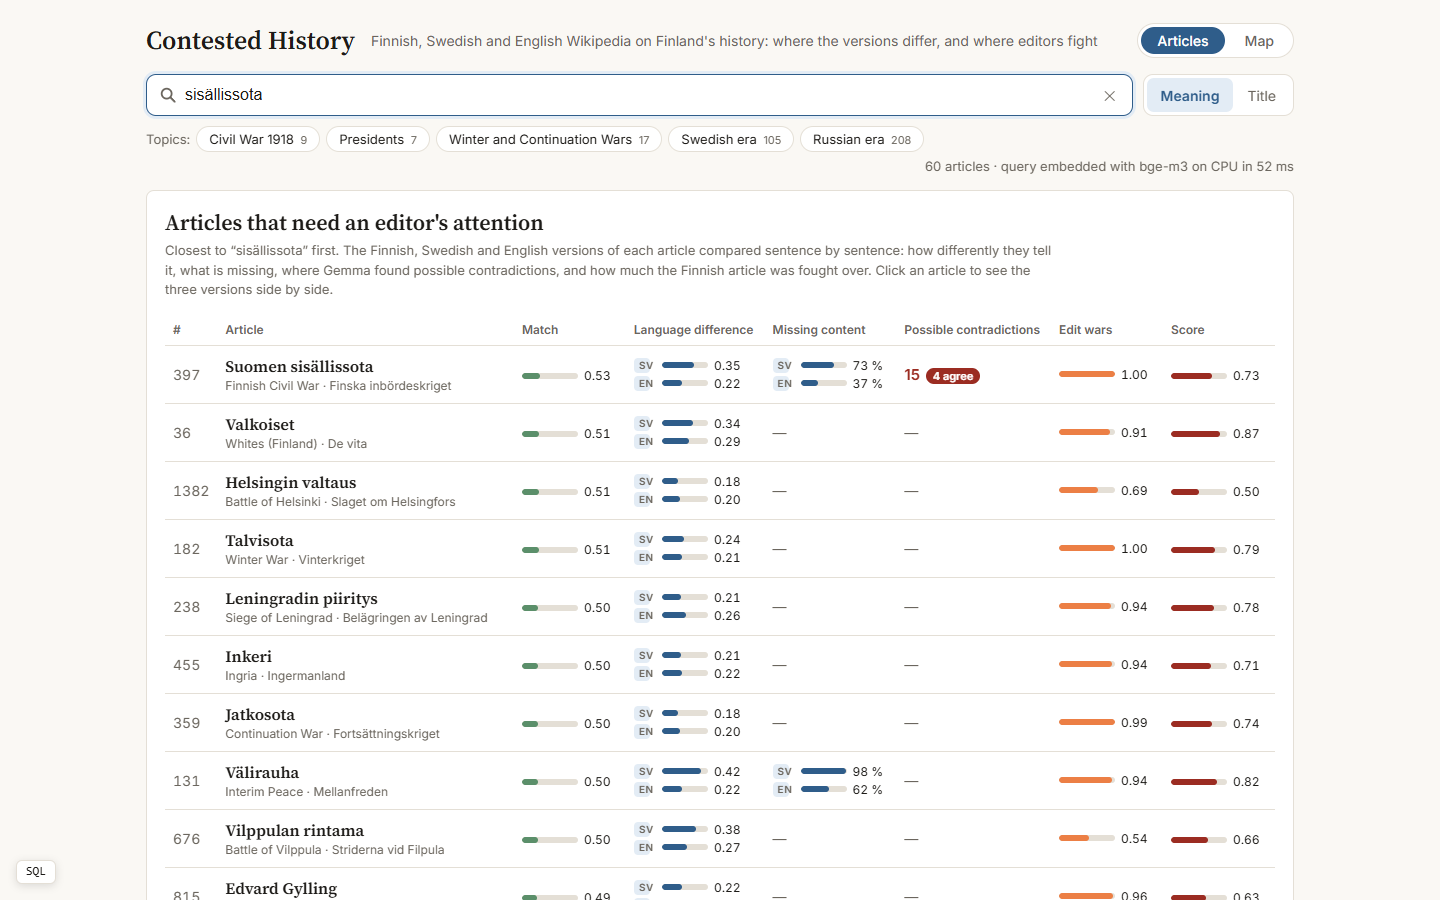 Contested History
Finnish, Swedish and English Wikipedia on Finland's history: where the versions differ, and where editors fight
Articles Map
sisällissota
Meaning Title
Topics: Civil War 1918 9 Presidents 7 Winter and Continuation Wars 17 Swedish era 105 Russian era 208
60 articles · query embedded with bge-m3 on CPU in 52 ms
Articles that need an editor's attention
Closest to “sisällissota” first. The Finnish, Swedish and English versions of each article compared sentence by sentence: how differently they tell
it, what is missing, where Gemma found possible contradictions, and how much the Finnish article was fought over. Click an article to see the
three versions side by side.
# Article Match Language difference Missing content Possible contradictions Edit wars Score
397 Suomen sisällissota 0.53 SV 0.35 SV 73 % 15 4 agree 1.00 0.73
Finnish Civil War · Finska inbördeskriget EN 0.22 EN 37 %
36 Valkoiset 0.51 SV 0.34 — — 0.91 0.87
Whites (Finland) · De vita EN 0.29
1382 Helsingin valtaus 0.51 SV 0.18 — — 0.69 0.50
Battle of Helsinki · Slaget om Helsingfors EN 0.20
182 Talvisota 0.51 SV 0.24 — — 1.00 0.79
Winter War · Vinterkriget EN 0.21
238 Leningradin piiritys 0.50 SV 0.21 — — 0.94 0.78
Siege of Leningrad · Belägringen av Leningrad EN 0.26
455 Inkeri 0.50 SV 0.21 — — 0.94 0.71
Ingria · Ingermanland EN 0.22
359 Jatkosota 0.50 SV 0.18 — — 0.99 0.74
Continuation War · Fortsättningskriget EN 0.20
131 Välirauha 0.50 SV 0.42 SV 98 % — 0.94 0.82
Interim Peace · Mellanfreden EN 0.22 EN 62 %
676 Vilppulan rintama 0.50 SV 0.38 — — 0.54 0.66
Battle of Vilppula · Striderna vid Filpula EN 0.27
815 Edvard Gylling 0.49 SV 0.22 — — 0.96 0.63
SQL